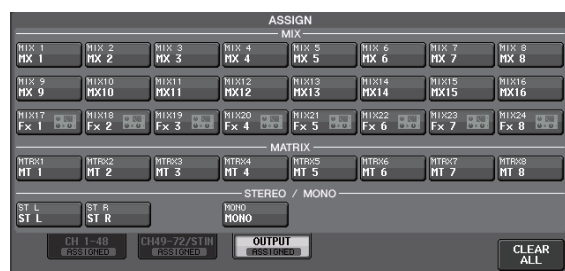 ASSIGN
MIX
MIX 1 MIX 2 MIX 3 MIX 4 MIX 5 MIX 6 MIX 7 MIX 8
MX 1 MX 2 MX 3 MX 4 MX 5 MX 6 MX 7 MX 8
MIX 9 MIX10 MIX11 MIX12 MIX13 MIX14 MIX15 MIX16
MX 9 MX10 MX11 MX12 MX13 MX14 MX15 MX16
MIX17 MIX18 MIX19 MIX20 MIX21 MIX22 MIX23 MIX24
Fx 1 Fx 2 Fx 3 Fx 4 Fx 5 Fx 6 Fx 7 Fx 8
MATRIX
MTRX1 MTRX2 MTRX3 MTRX4 MTRX5 MTRX6 MTRX7 MTRX8
MT 1 MT 2 MT 3 MT 4 MT 5 MT 6 MT 7 MT 8
STEREO / MONO
ST L ST R MONO
ST L ST R MONO
CH 1-48 CH49-72/STIN OUTPUT
ASSIGNED ASSIGNED ASSIGNED
CLEAR
ALL